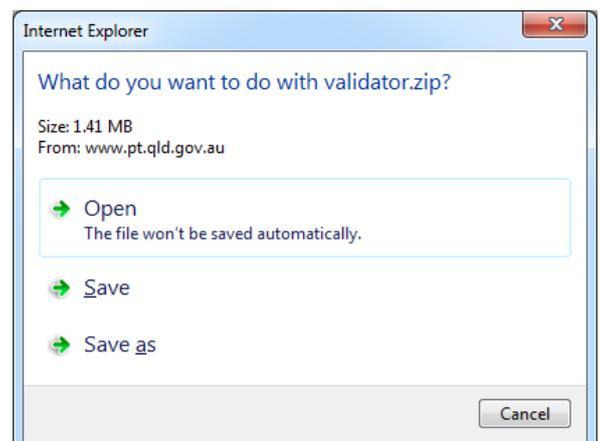 Internet Explorer
What do you want to do with validator.zip?
Size: 1.41 MB
From: www.pt.qld.gov.au
Open
The file won't be saved automatically.
Save
Save as
Cancel